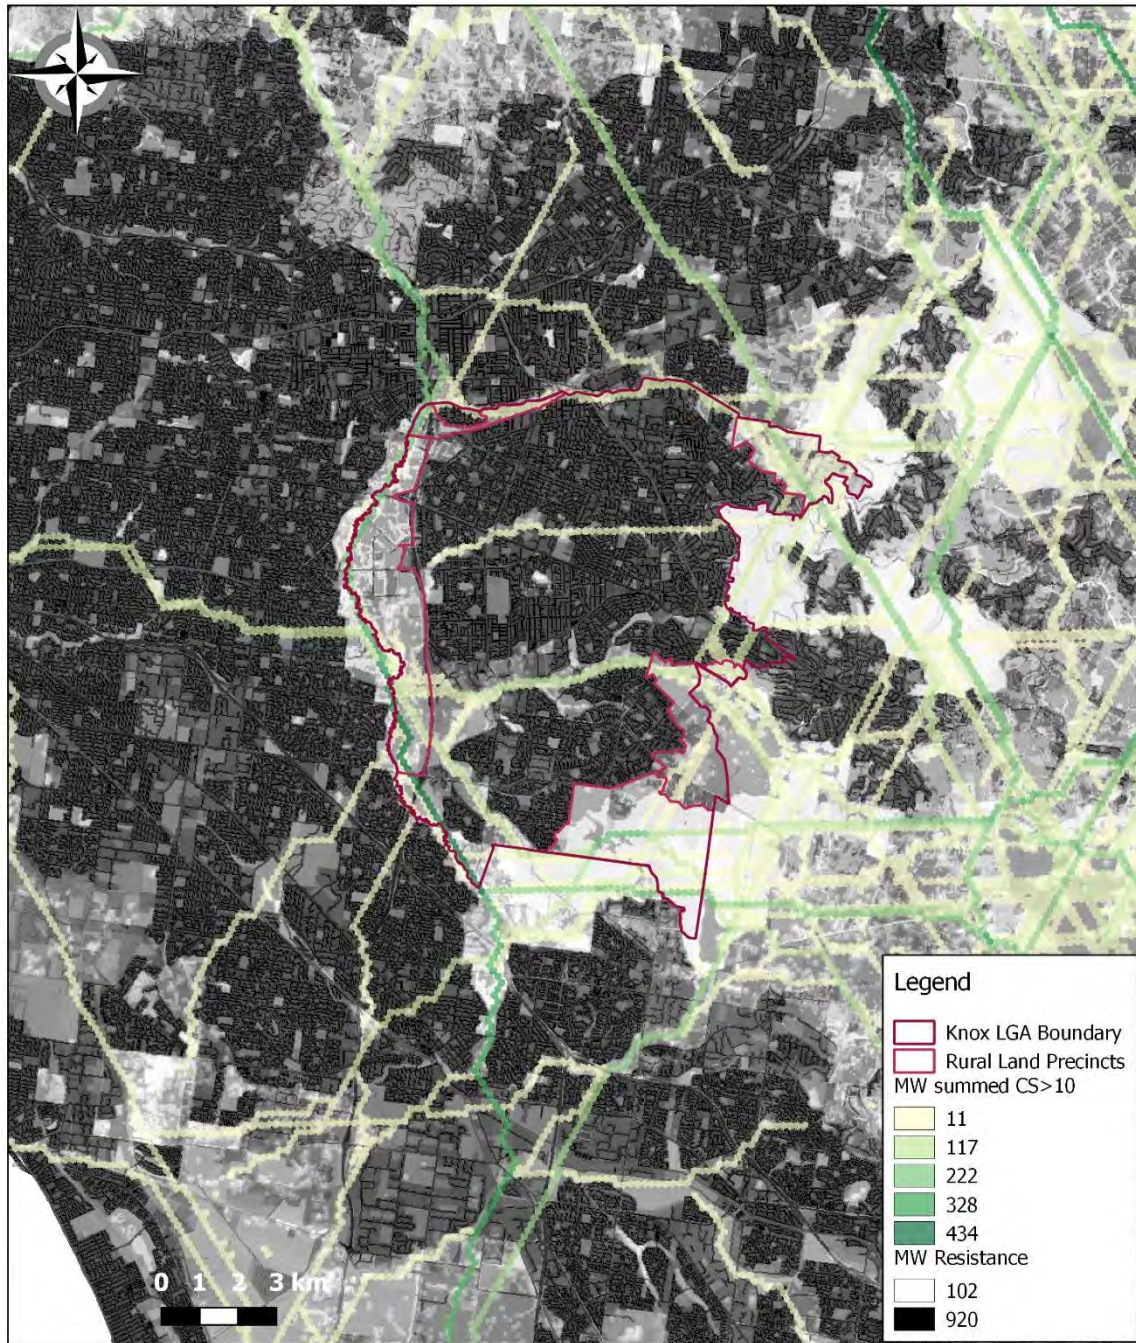 Legend
Knox LGA Boundary
Rural Land Precincts
MW summed CS>10
11
117
222
328
434
MW Resistance
102
920
0 1 2 3 km